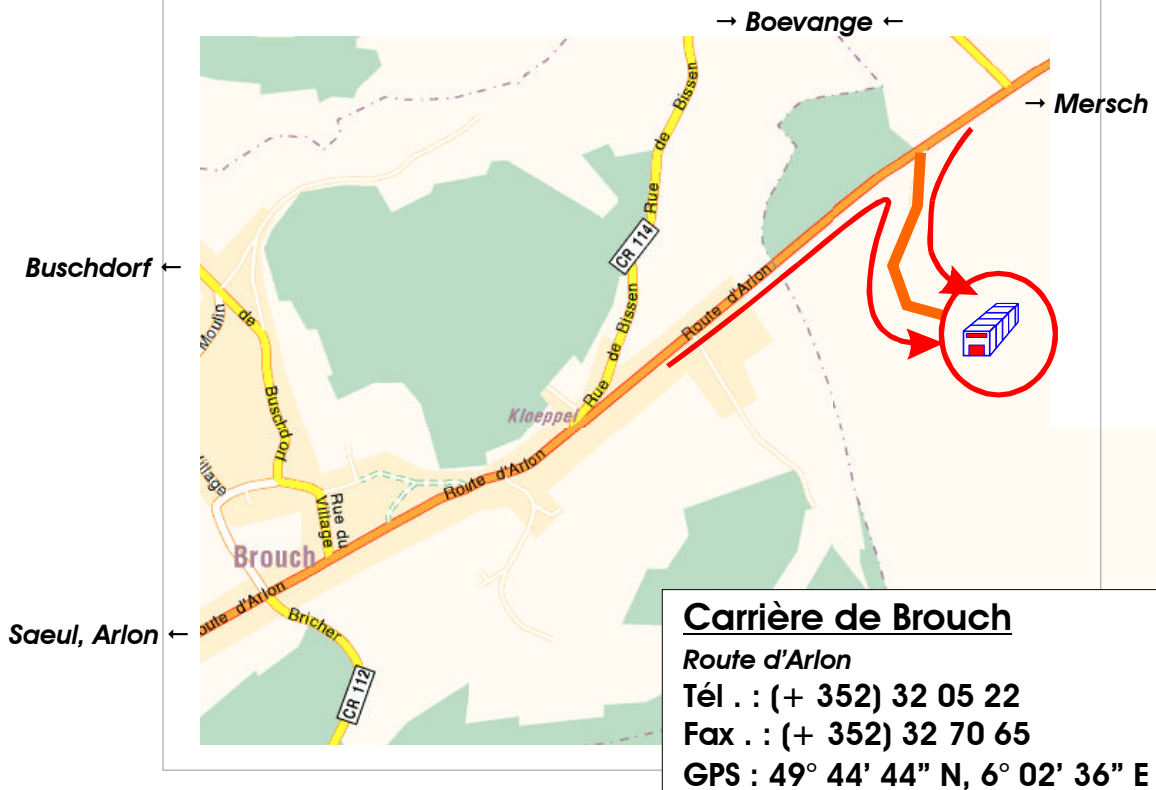 → Boevange ←
→ Mersch
Rue de Bissen
CR 114
Rue de Bissen
Buschdorf ←
Moulin
de Buschdorf
Route d'Arlon
Kloeppel
Route d'Arlon
Village
Rue du Village
Brouch
oute d'Arlon
Bricher
CR 112
Saeul, Arlon ←
Carrière de Brouch
Route d'Arlon
Tél . : (+ 352) 32 05 22
Fax . : (+ 352) 32 70 65
GPS : 49° 44’ 44” N, 6° 02’ 36” E